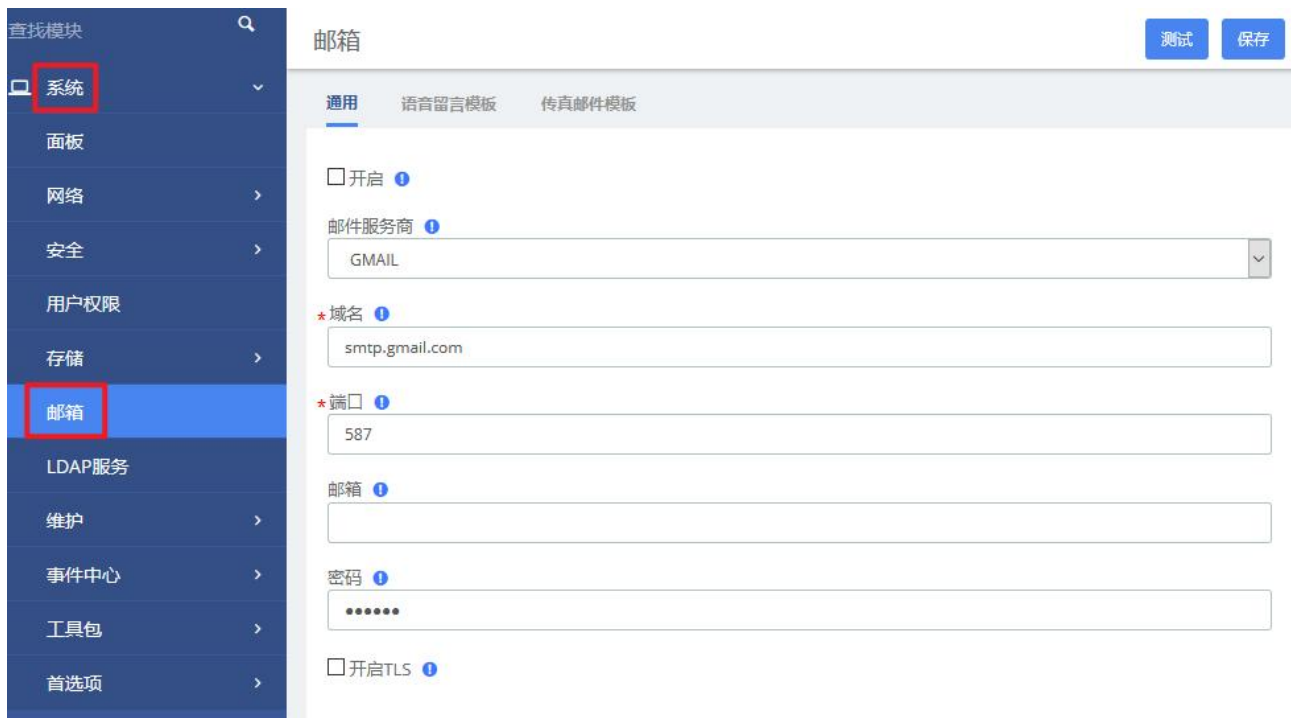 查找模块
系统
面板
网络
安全
用户权限
存储
邮箱
LDAP服务
维护
事件中心
工具包
首选项
邮箱
测试
保存
通用 语音留言模板 传真邮件模板
开启
邮件服务商
GMAIL
*域名
smtp.gmail.com
*端口
587
邮箱
密码
••••••
开启TLS